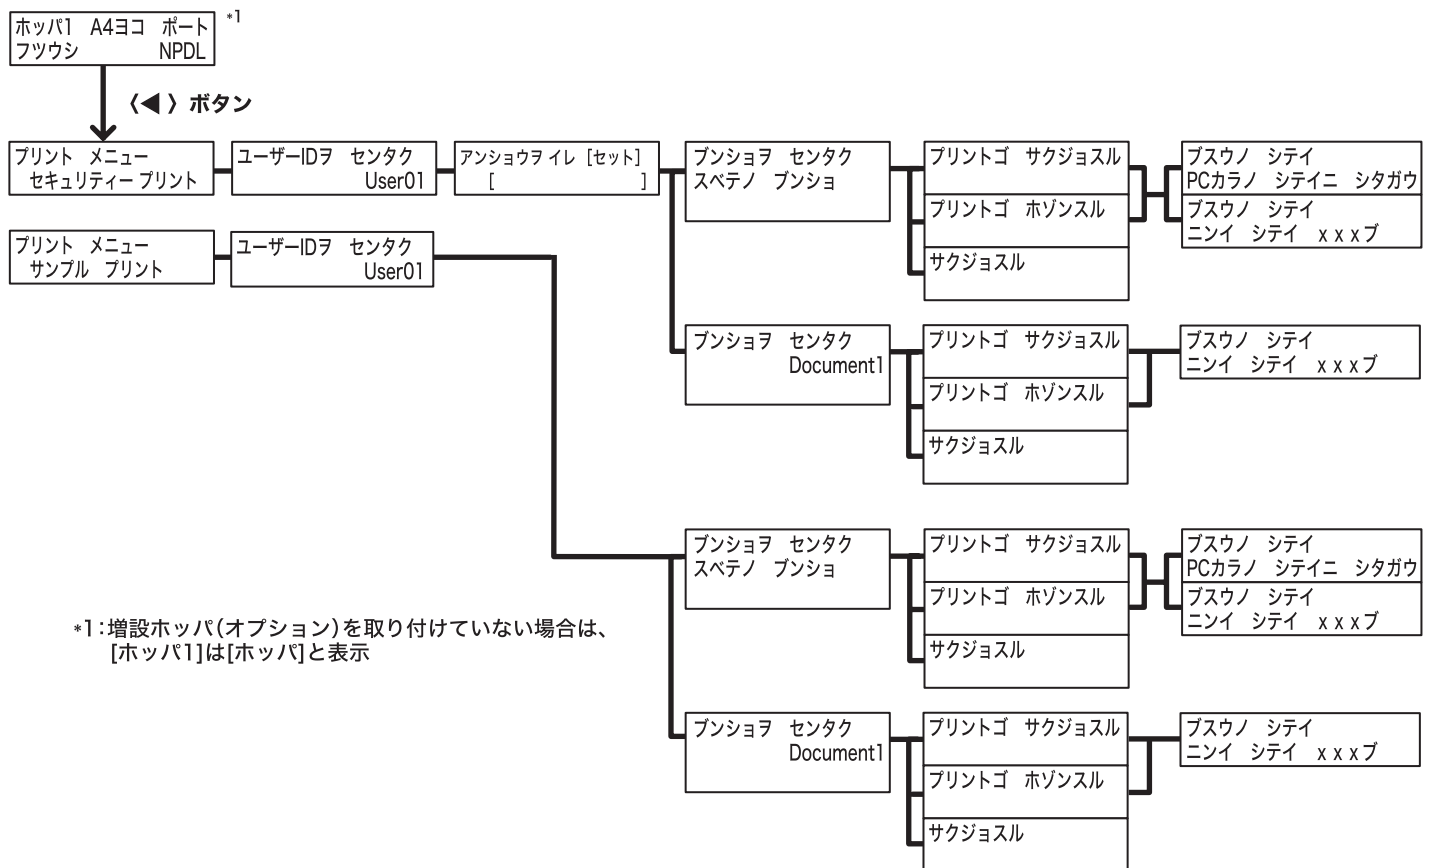 ホッパ1 A4ヨコ ポート
フツウシ NPDL
*1
〈◀〉ボタン
プリント メニュー
セキュリティー プリント
ユーザーIDヲ センタク
User01
アンショウヲ イレ [セット]
[ ]
ブンショヲ センタク
スベテノ ブンショ
プリントゴ サクジョスル
プリントゴ ホゾンスル
サクジョスル
ブスウノ シテイ
PCカラノ シテイニ シタガウ
ブスウノ シテイ
ニンイ シテイ x x xブ
ブンショヲ センタク
Document1
プリントゴ サクジョスル
プリントゴ ホゾンスル
サクジョスル
ブスウノ シテイ
ニンイ シテイ x x xブ
プリント メニュー
サンプル プリント
ユーザーIDヲ センタク
User01
ブンショヲ センタク
スベテノ ブンショ
プリントゴ サクジョスル
プリントゴ ホゾンスル
サクジョスル
ブスウノ シテイ
PCカラノ シテイニ シタガウ
ブスウノ シテイ
ニンイ シテイ x x xブ
ブンショヲ センタク
Document1
プリントゴ サクジョスル
プリントゴ ホゾンスル
サクジョスル
ブスウノ シテイ
ニンイ シテイ x x xブ
*1:増設ホッパ(オプション)を取り付けていない場合は、
[ホッパ1]は[ホッパ]と表示